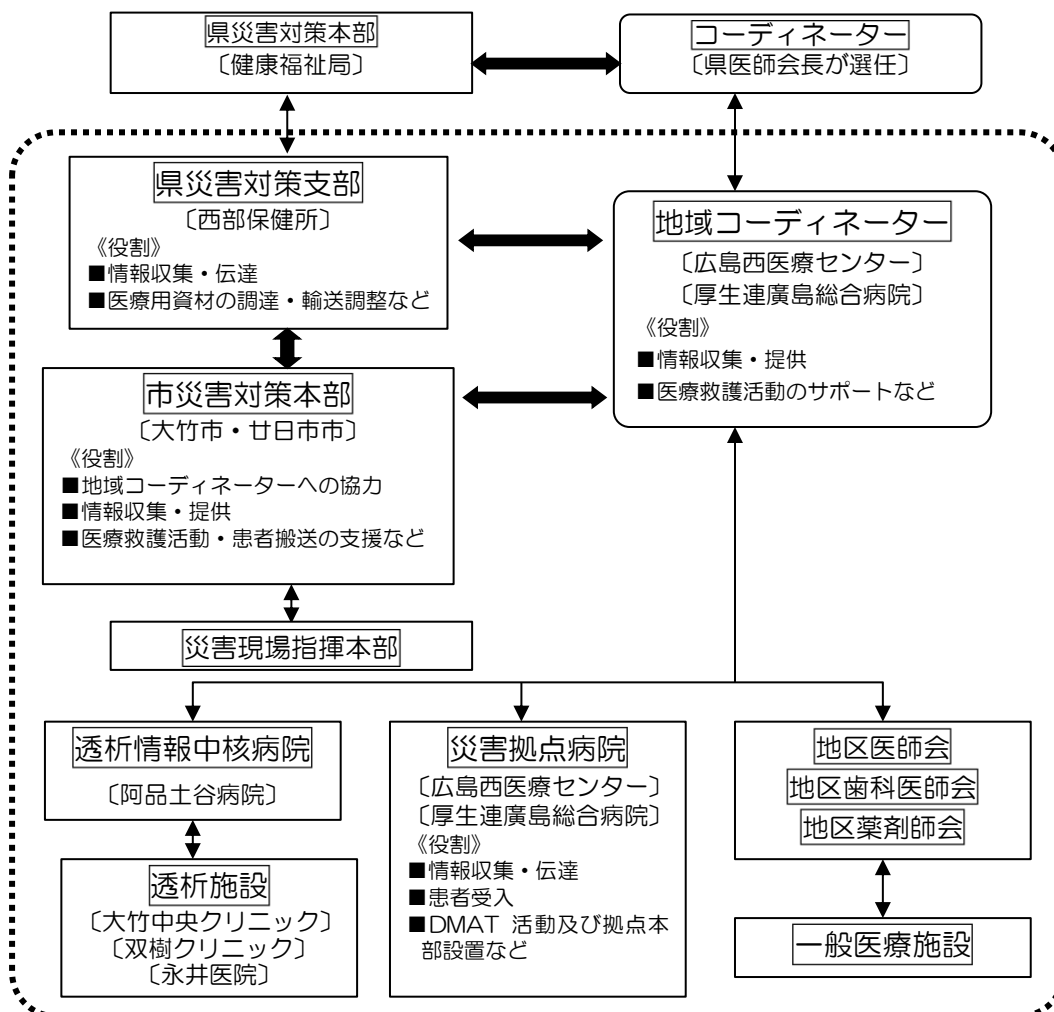 県災害対策本部
〔健康福祉局〕
コーディネーター
〔県医師会長が選任〕
県災害対策支部
〔西部保健所〕
《役割》
■情報収集・伝達
■医療用資材の調達・輸送調整など
地域コーディネーター
〔広島西医療センター〕
〔厚生連廣島総合病院〕
《役割》
■情報収集・提供
■医療救護活動のサポートなど
市災害対策本部
〔大竹市・廿日市市〕
《役割》
■地域コーディネーターへの協力
■情報収集・提供
■医療救護活動・患者搬送の支援など
災害現場指揮本部
透析情報中核病院
〔阿品土谷病院〕
透析施設
〔大竹中央クリニック〕
〔双樹クリニック〕
〔永井医院〕
災害拠点病院
〔広島西医療センター〕
〔厚生連廣島総合病院〕
《役割》
■情報収集・伝達
■患者受入
■DMAT 活動及び拠点本
部設置など
地区医師会
地区歯科医師会
地区薬剤師会
一般医療施設